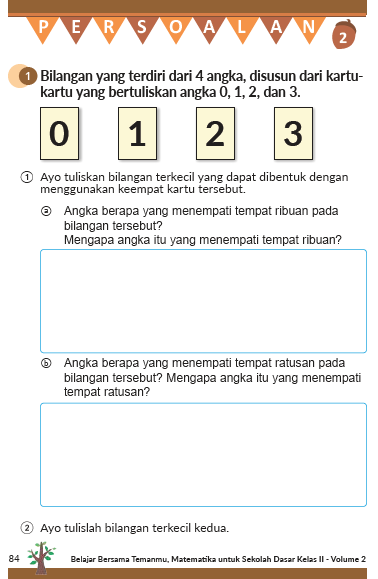 PERSOALAN 2
1 Bilangan yang terdiri dari 4 angka, disusun dari kartu-
kartu yang bertuliskan angka 0, 1, 2, dan 3.
0 1 2 3
① Ayo tuliskan bilangan terkecil yang dapat dibentuk dengan
menggunakan keempat kartu tersebut.
ⓐ Angka berapa yang menempati tempat ribuan pada
bilangan tersebut?
Mengapa angka itu yang menempati tempat ribuan?
ⓑ Angka berapa yang menempati tempat ratusan pada
bilangan tersebut? Mengapa angka itu yang menempati
tempat ratusan?
② Ayo tulislah bilangan terkecil kedua.
84 Belajar Bersama Temanmu, Matematika untuk Sekolah Dasar Kelas II - Volume 2